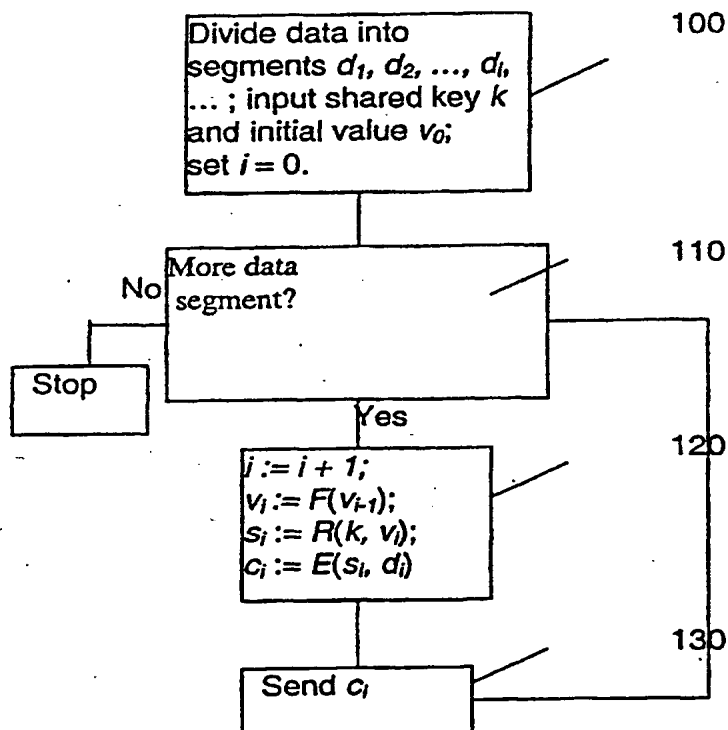 Divide data into
segments d₁, d₂, ..., dᵢ,
... ; input shared key k
and initial value v₀;
set i = 0.
100
More data
segment?
110
No
Stop
Yes
i := i + 1;
vᵢ := F(vᵢ₋₁);
sᵢ := R(k, vᵢ);
cᵢ := E(sᵢ, dᵢ)
120
Send cᵢ
130